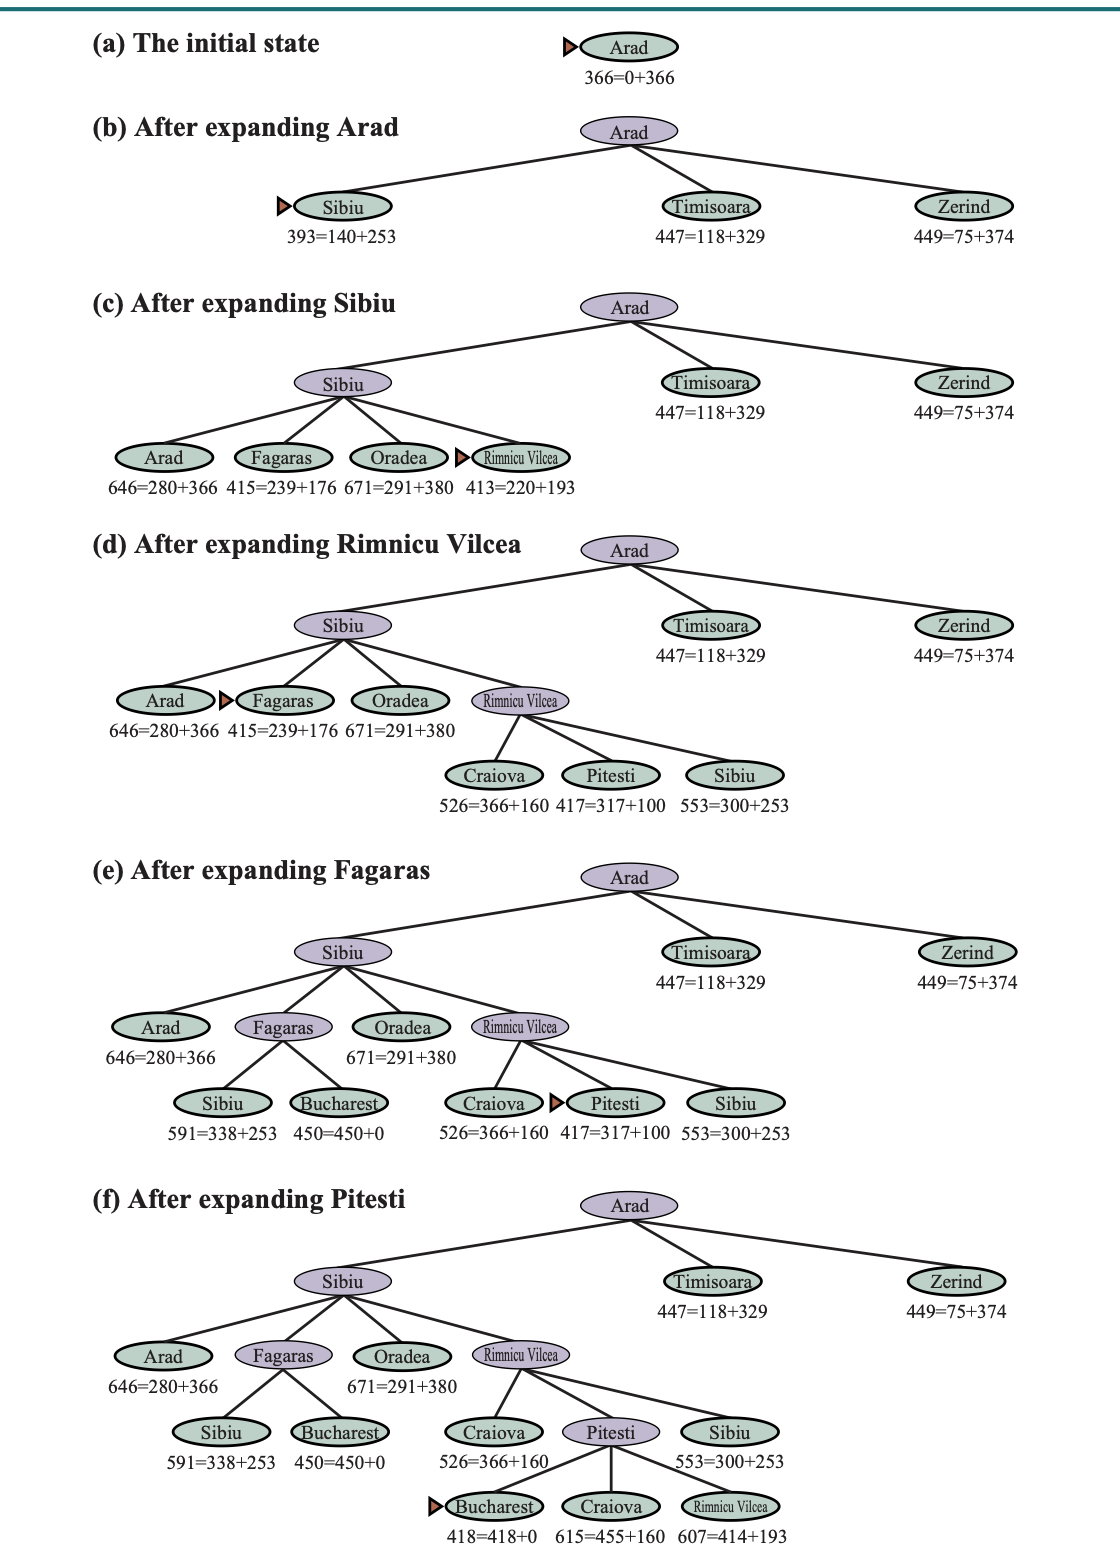 (a) The initial state
Arad
366=0+366
(b) After expanding Arad
Arad
Sibiu Timisoara Zerind
393=140+253 447=118+329 449=75+374
(c) After expanding Sibiu
Arad
Sibiu Timisoara Zerind
447=118+329 449=75+374
Arad Fagaras Oradea Rimnicu Vilcea
646=280+366 415=239+176 671=291+380 413=220+193
(d) After expanding Rimnicu Vilcea
Arad
Sibiu Timisoara Zerind
447=118+329 449=75+374
Arad Fagaras Oradea Rimnicu Vilcea
646=280+366 415=239+176 671=291+380
Craiova Pitesti Sibiu
526=366+160 417=317+100 553=300+253
(e) After expanding Fagaras
Arad
Sibiu Timisoara Zerind
447=118+329 449=75+374
Arad Fagaras Oradea Rimnicu Vilcea
646=280+366 671=291+380
Sibiu Bucharest Craiova Pitesti Sibiu
591=338+253 450=450+0 526=366+160 417=317+100 553=300+253
(f) After expanding Pitesti
Arad
Sibiu Timisoara Zerind
447=118+329 449=75+374
Arad Fagaras Oradea Rimnicu Vilcea
646=280+366 671=291+380
Sibiu Bucharest Craiova Pitesti Sibiu
591=338+253 450=450+0 526=366+160 553=300+253
Bucharest Craiova Rimnicu Vilcea
418=418+0 615=455+160 607=414+193